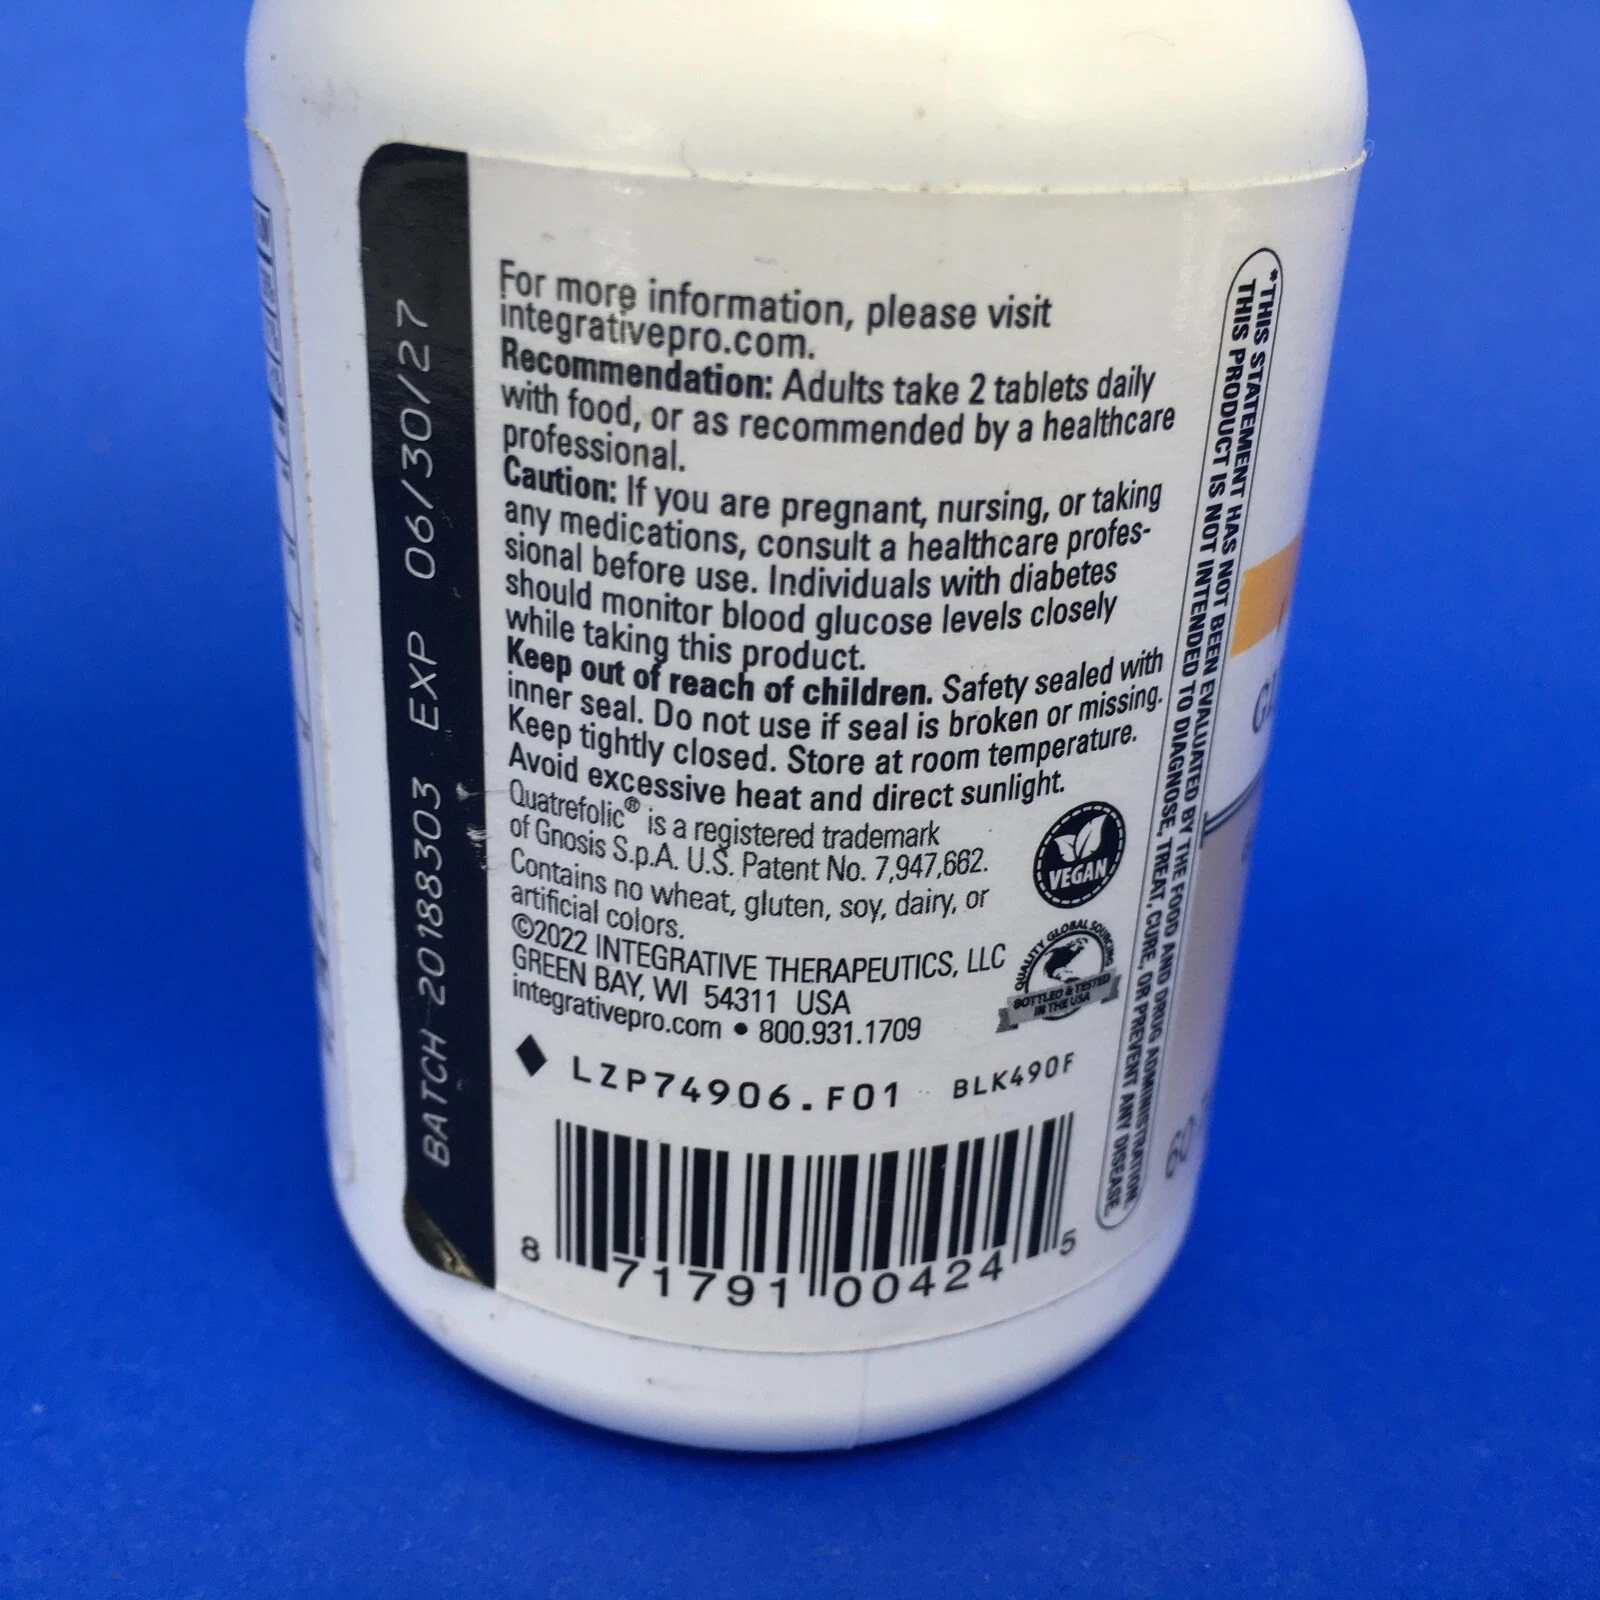 BATCH 20188303 EXP 06/30/27
For more information, please visit
integrativepro.com.
Recommendation: Adults take 2 tablets daily
with food, or as recommended by a healthcare
professional.
Caution: If you are pregnant, nursing, or taking
any medications, consult a healthcare profes-
sional before use. Individuals with diabetes
should monitor blood glucose levels closely
while taking this product.
Keep out of reach of children. Safety sealed with
inner seal. Do not use if seal is broken or missing.
Keep tightly closed. Store at room temperature.
Avoid excessive heat and direct sunlight.
Quatrefolic® is a registered trademark
of Gnosis S.p.A. U.S. Patent No. 7,947,662.
Contains no wheat, gluten, soy, dairy, or
artificial colors.
©2022 INTEGRATIVE THERAPEUTICS, LLC
GREEN BAY, WI 54311 USA
integrativepro.com • 800.931.1709
VEGAN
QUALITY GLOBAL SOURCING
BOTTLED & TESTED
IN THE USA
LZP74906.F01 BLK490F
8 71791 00424 5
*THIS STATEMENT HAS NOT BEEN EVALUATED BY THE FOOD AND DRUG ADMINISTRATION.
THIS PRODUCT IS NOT INTENDED TO DIAGNOSE, TREAT, CURE, OR PREVENT ANY DISEASE.